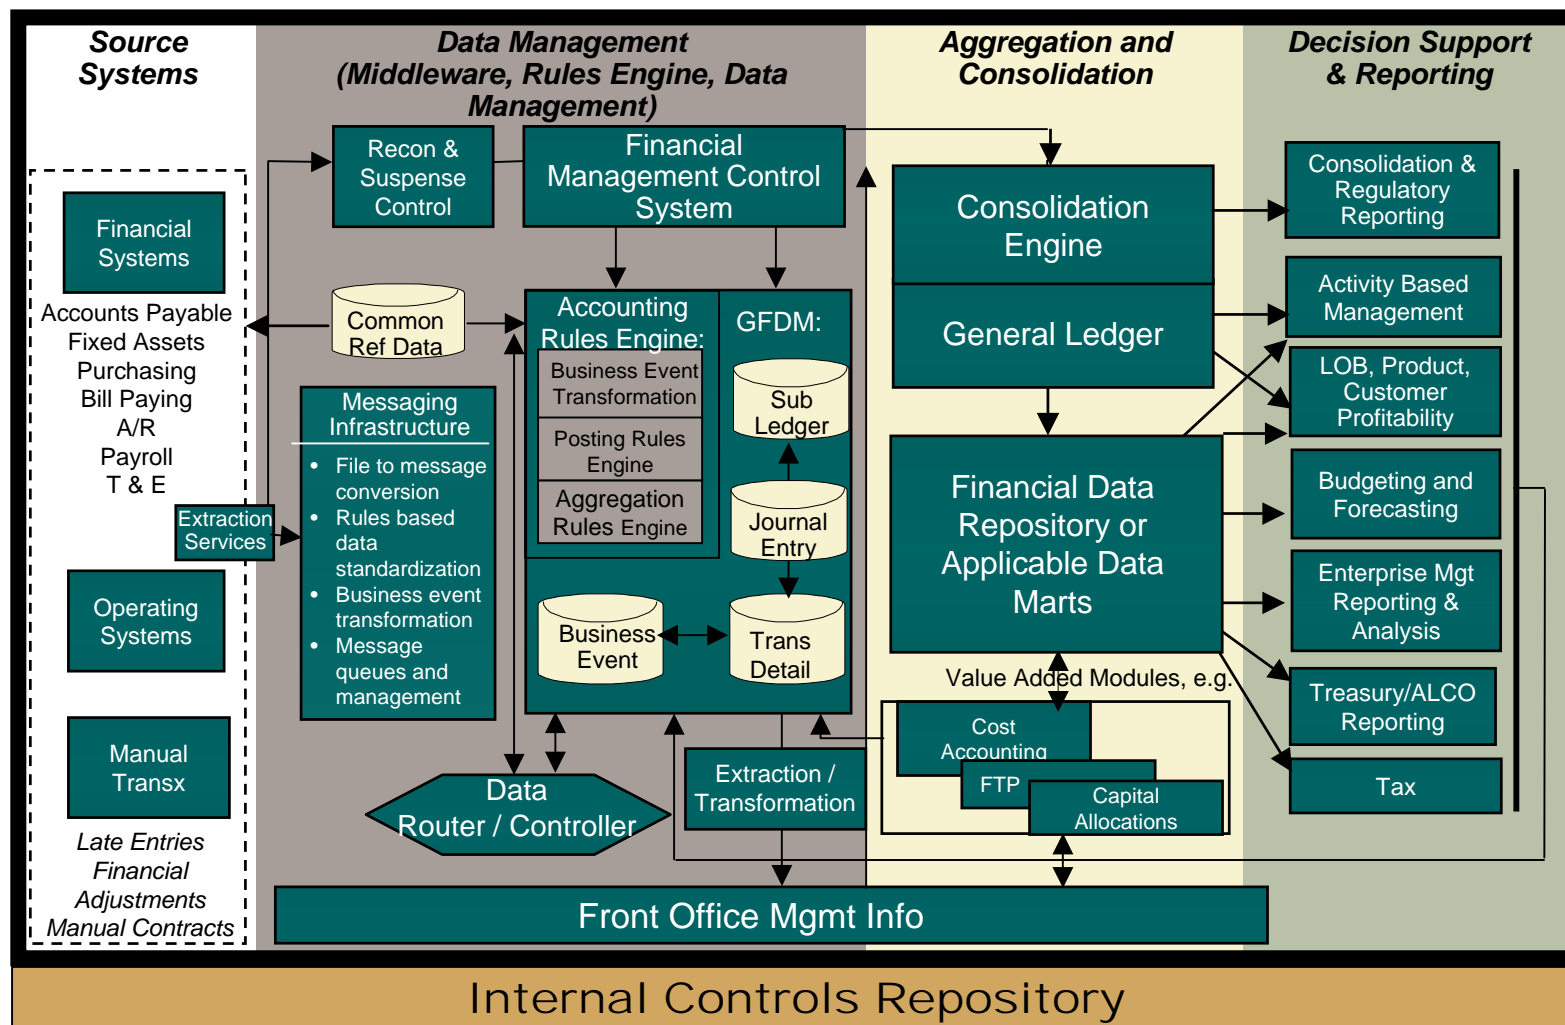 Source
Systems
Data Management
(Middleware, Rules Engine, Data
Management)
Aggregation and
Consolidation
Decision Support
& Reporting
Financial
Systems
Accounts Payable
Fixed Assets
Purchasing
Bill Paying
A/R
Payroll
T & E
Extraction
Services
Operating
Systems
Manual
Transx
Late Entries
Financial
Adjustments
Manual Contracts
Recon &
Suspense
Control
Financial
Management Control
System
Common
Ref Data
Messaging
Infrastructure
• File to message
conversion
• Rules based
data
standardization
• Business event
transformation
• Message
queues and
management
Accounting
Rules Engine:
Business Event
Transformation
Posting Rules
Engine
Aggregation
Rules Engine
GFDM:
Sub
Ledger
Journal
Entry
Business
Event
Trans
Detail
Data
Router / Controller
Extraction /
Transformation
Front Office Mgmt Info
Consolidation
Engine
General Ledger
Financial Data
Repository or
Applicable Data
Marts
Value Added Modules, e.g.
Cost
Accounting
FTP
Capital
Allocations
Consolidation &
Regulatory
Reporting
Activity Based
Management
LOB, Product,
Customer
Profitability
Budgeting and
Forecasting
Enterprise Mgt
Reporting &
Analysis
Treasury/ALCO
Reporting
Tax
Internal Controls Repository